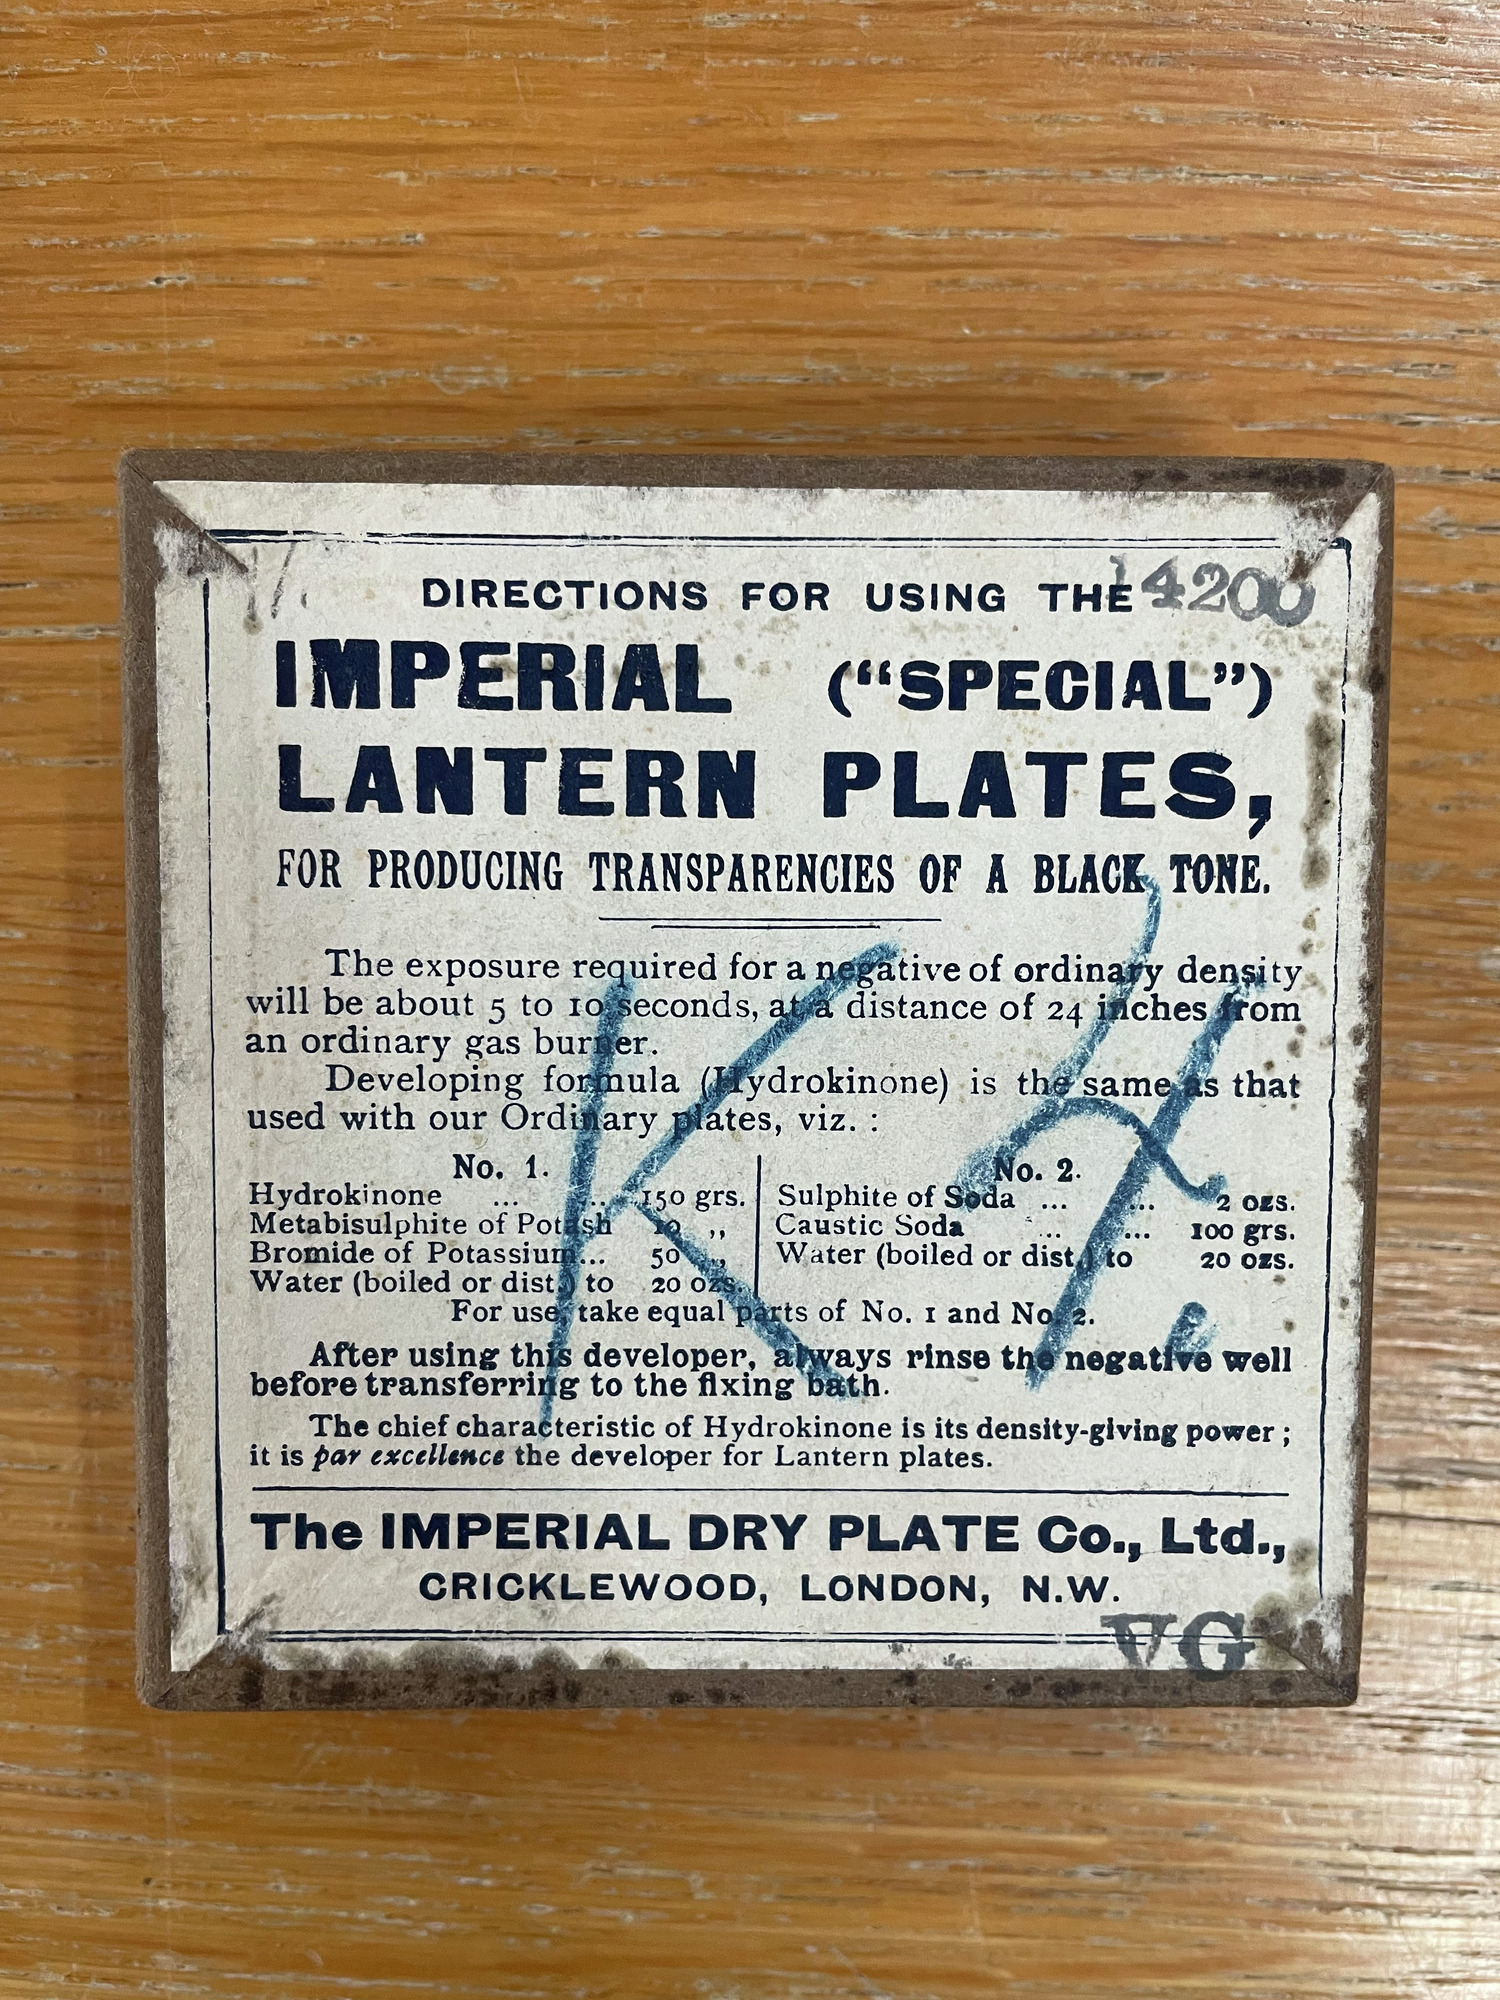 DIRECTIONS FOR USING THE 14200
IMPERIAL (“SPECIAL”)
LANTERN PLATES,
FOR PRODUCING TRANSPARENCIES OF A BLACK TONE.
The exposure required for a negative of ordinary density
will be about 5 to 10 seconds, at a distance of 24 inches from
an ordinary gas burner.
Developing formula (Hydrokinone) is the same as that
used with our Ordinary plates, viz. :
No. 1.
Hydrokinone ... ... 150 grs.
Metabisulphite of Potash 10 ,,
Bromide of Potassium... 50 ,,
Water (boiled or dist.) to 20 ozs.
No. 2.
Sulphite of Soda ... ... 2 ozs.
Caustic Soda ... ... 100 grs.
Water (boiled or dist.) to 20 ozs.
For use, take equal parts of No. 1 and No. 2.
After using this developer, always rinse the negative well
before transferring to the fixing bath.
The chief characteristic of Hydrokinone is its density-giving power ;
it is par excellence the developer for Lantern plates.
The IMPERIAL DRY PLATE Co., Ltd.,
CRICKLEWOOD, LONDON, N.W.
VG
K H.